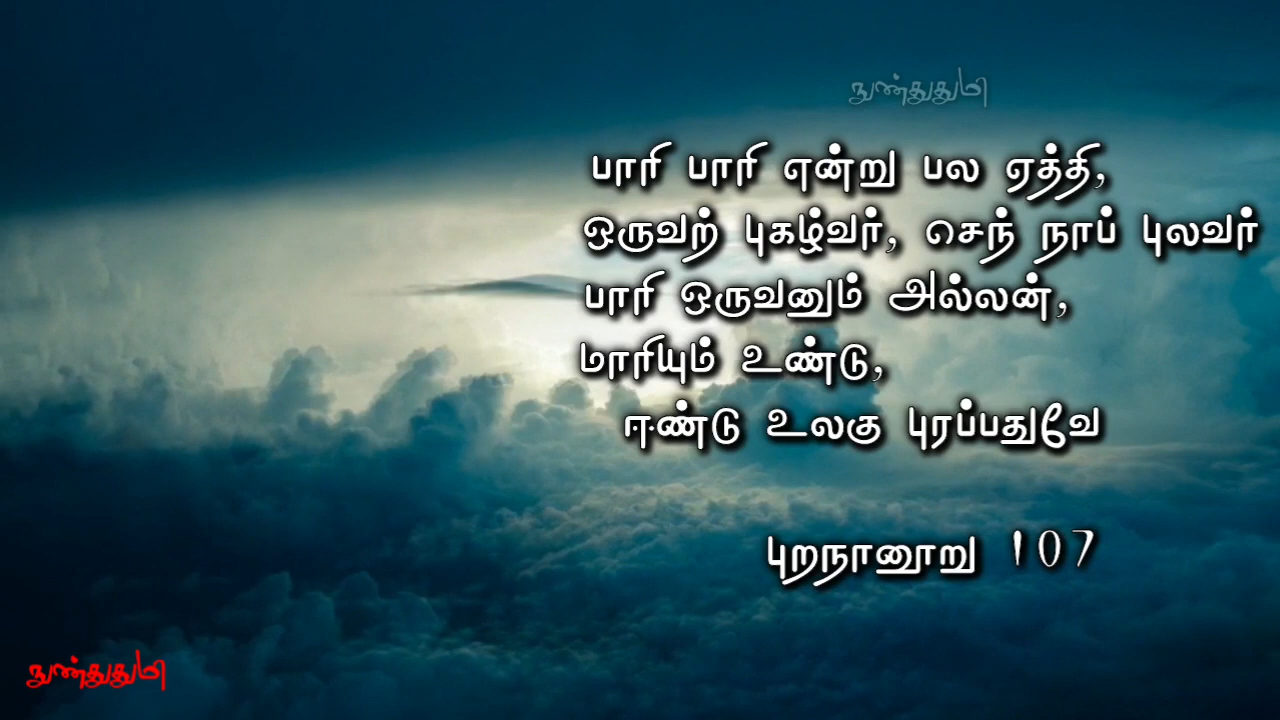 நுண்துதுமி
பாரி பாரி என்று பல ஏத்தி,
ஒருவற் புகழ்வர், செந் நாப் புலவர்
பாரி ஒருவனும் அல்லன்,
மாரியும் உண்டு,
ஈண்டு உலகு புரப்பதுவே
புறநானூறு 107
நுண்துதுமி